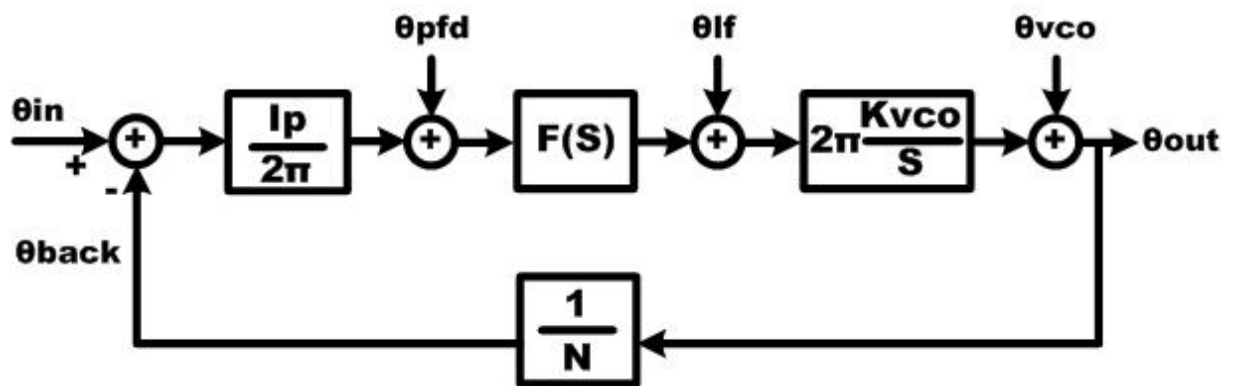 θpfd
θlf
θvco
θin
+
+
-
Ip
2π
+
F(S)
+
2π
Kvco
S
+
θout
θback
1
N